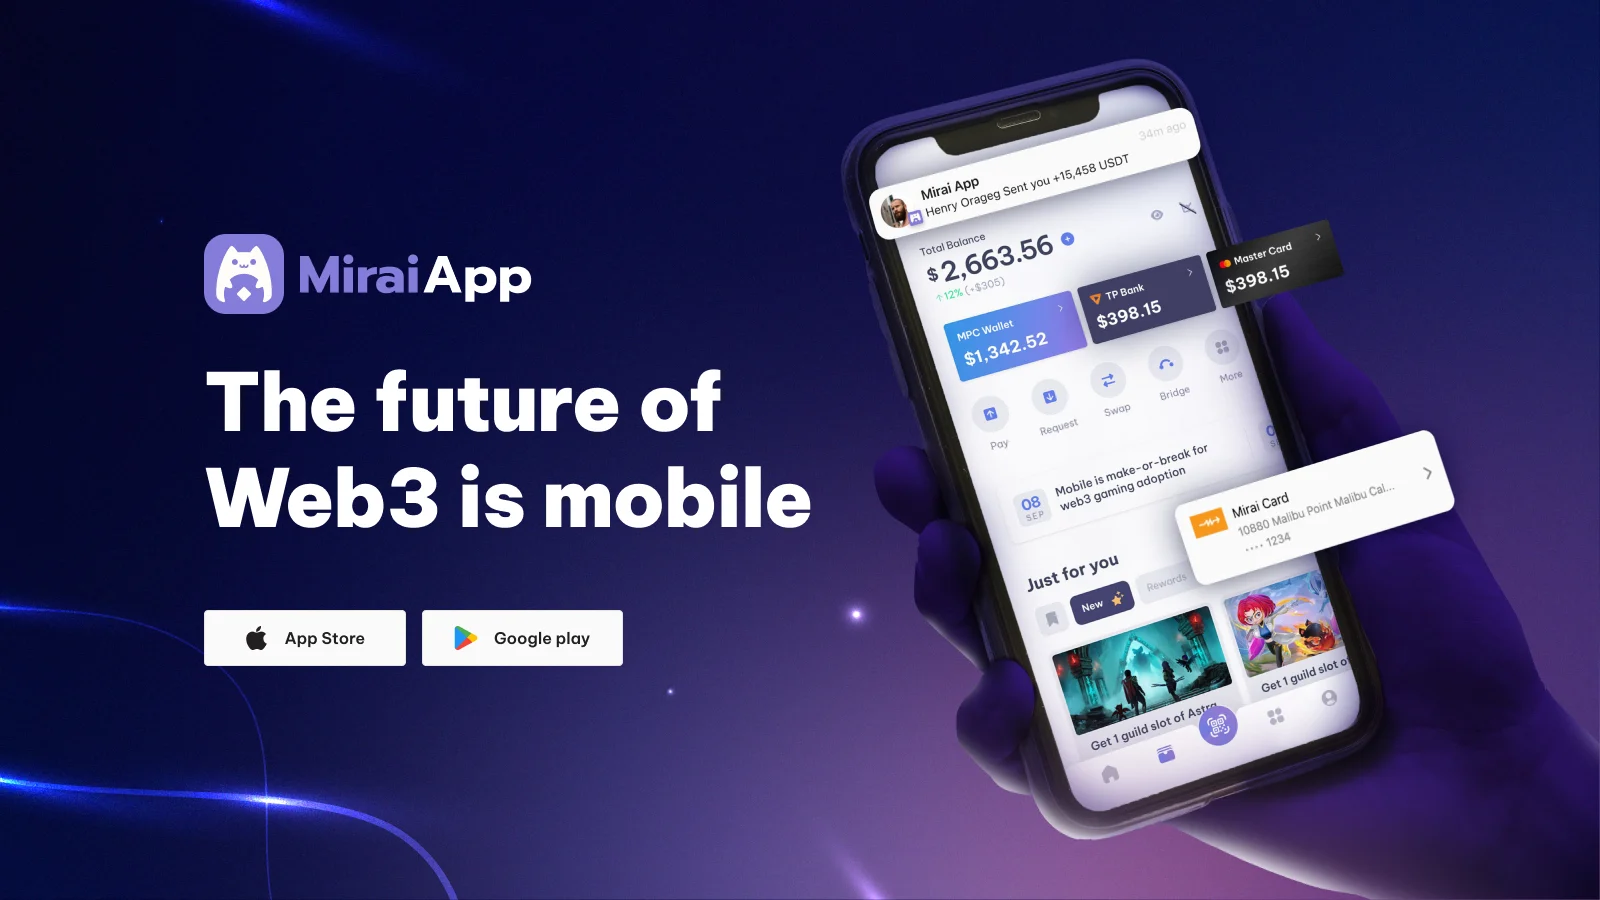 MiraiApp
The future of
Web3 is mobile
App Store
Google play
34m ago
Mirai App
Henry Orageg Sent you +15,458 USDT
Total Balance
$2,663.56
↑12% (+$305)
MPC Wallet
$1,342.52
TP Bank
$398.15
Master Card
$398.15
Pay
Request
Swap
Bridge
More
08
SEP
Mobile is make-or-break for
web3 gaming adoption
Mirai Card
10880 Malibu Point Malibu Cal...
•••• 1234
Just for you
New
Rewards
Get 1 guild slot of Astra
Get 1 guild slot o